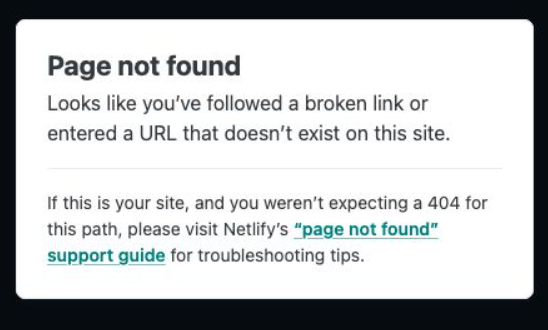 Page not found
Looks like you’ve followed a broken link or
entered a URL that doesn’t exist on this site.
If this is your site, and you weren’t expecting a 404 for
this path, please visit Netlify’s “page not found”
support guide for troubleshooting tips.